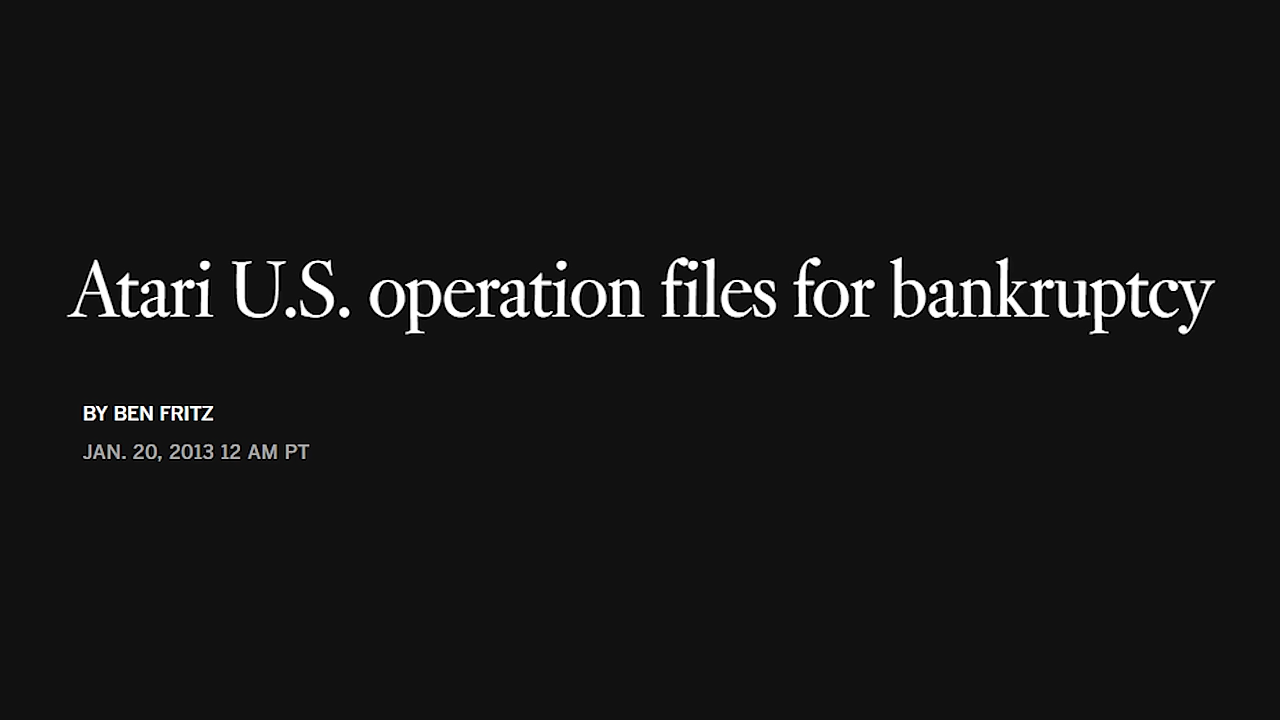 Atari U.S. operation files for bankruptcy
BY BEN FRITZ
JAN. 20, 2013 12 AM PT